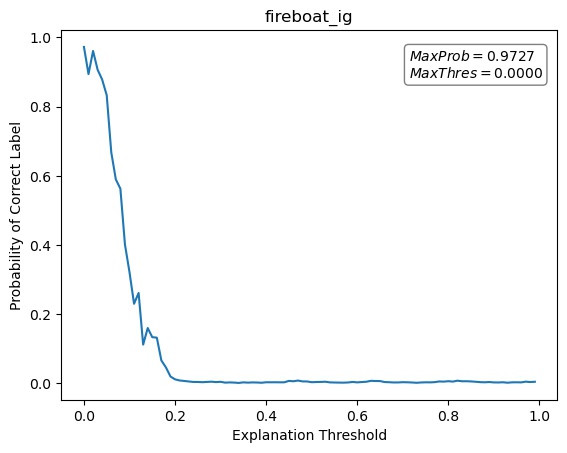 fireboat_ig
MaxProb = 0.9727
MaxThres = 0.0000
Probability of Correct Label
1.0
0.8
0.6
0.4
0.2
0.0
0.0 0.2 0.4 0.6 0.8 1.0
Explanation Threshold